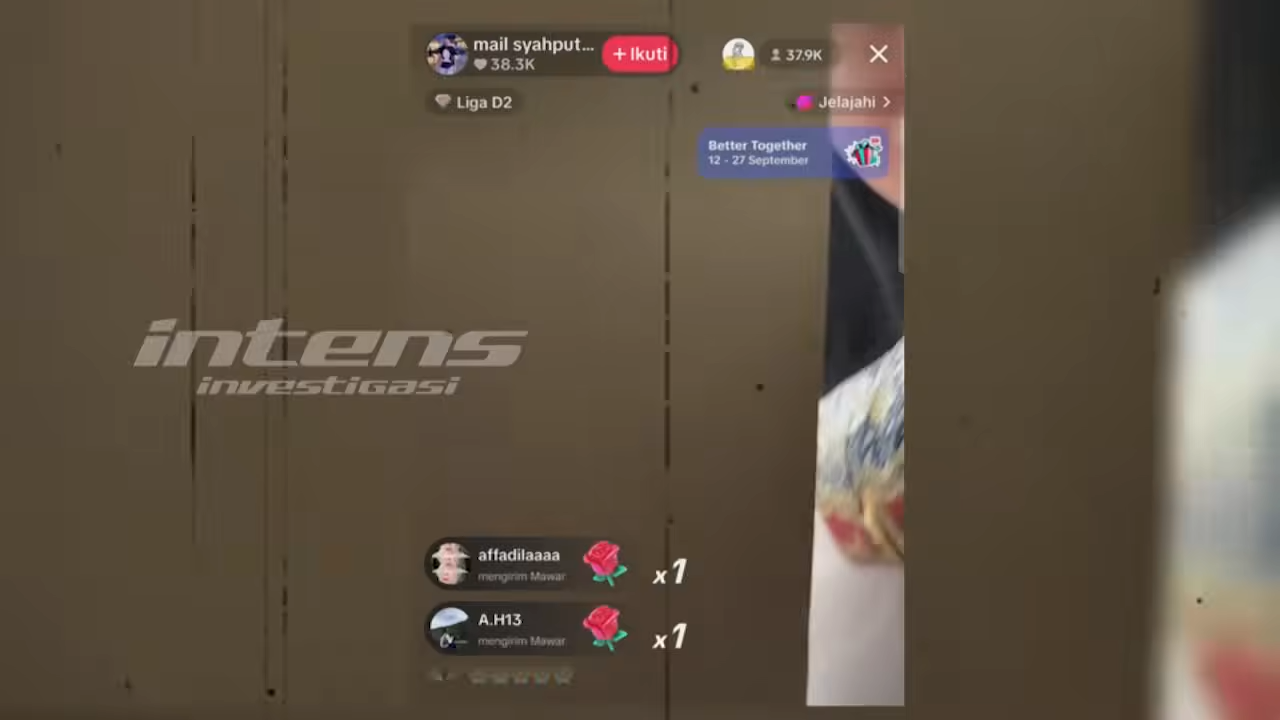 mail syahput...
38.3K
+ Ikuti
37.9K
Liga D2
Jelajahi >
Better Together
12 - 27 September
intens
investigasi
affadilaaaa
mengirim Mawar
x1
A.H13
mengirim Mawar
x1